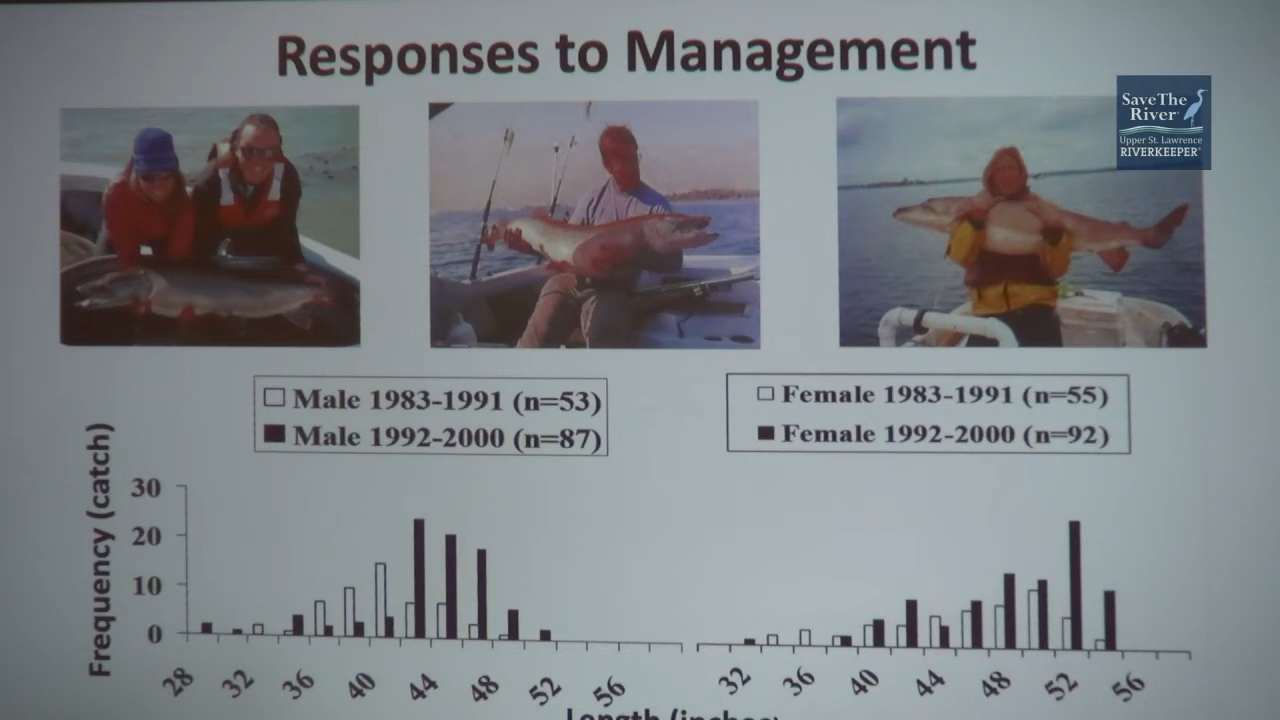 Responses to Management
Save The
River
Upper St. Lawrence
RIVERKEEPER®
Male 1983-1991 (n=53)
Male 1992-2000 (n=87)
Female 1983-1991 (n=55)
Female 1992-2000 (n=92)
Frequency (catch)
30
20
10
0
28 32 36 40 44 48 52 56
32 36 40 44 48 52 56
Length (inches)